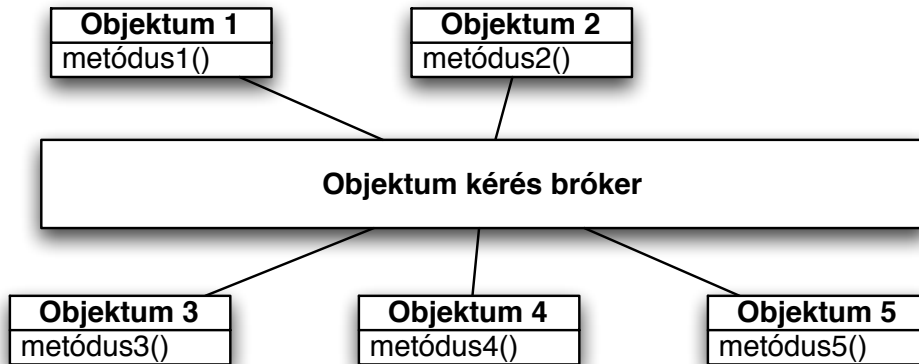 Objektum 1
metódus1()
Objektum 2
metódus2()
Objektum kérés bróker
Objektum 3
metódus3()
Objektum 4
metódus4()
Objektum 5
metódus5()